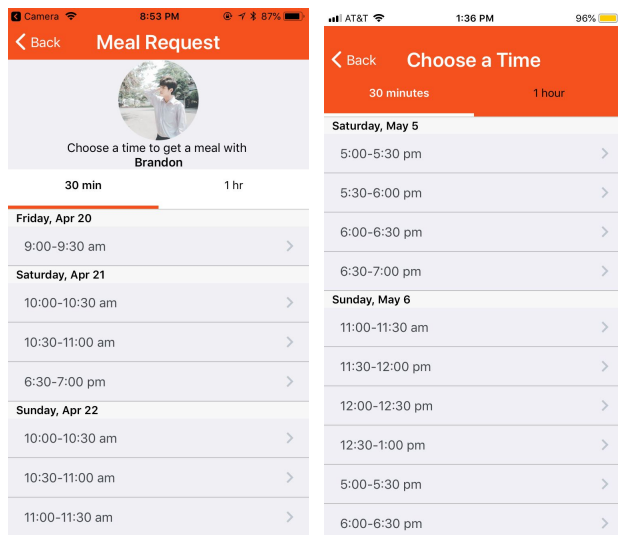 Camera 8:53 PM 87%
Back Meal Request
Choose a time to get a meal with
Brandon
30 min 1 hr
Friday, Apr 20
9:00-9:30 am
Saturday, Apr 21
10:00-10:30 am
10:30-11:00 am
6:30-7:00 pm
Sunday, Apr 22
10:00-10:30 am
10:30-11:00 am
11:00-11:30 am
AT&T 1:36 PM 96%
Back Choose a Time
30 minutes 1 hour
Saturday, May 5
5:00-5:30 pm
5:30-6:00 pm
6:00-6:30 pm
6:30-7:00 pm
Sunday, May 6
11:00-11:30 am
11:30-12:00 pm
12:00-12:30 pm
12:30-1:00 pm
5:00-5:30 pm
6:00-6:30 pm